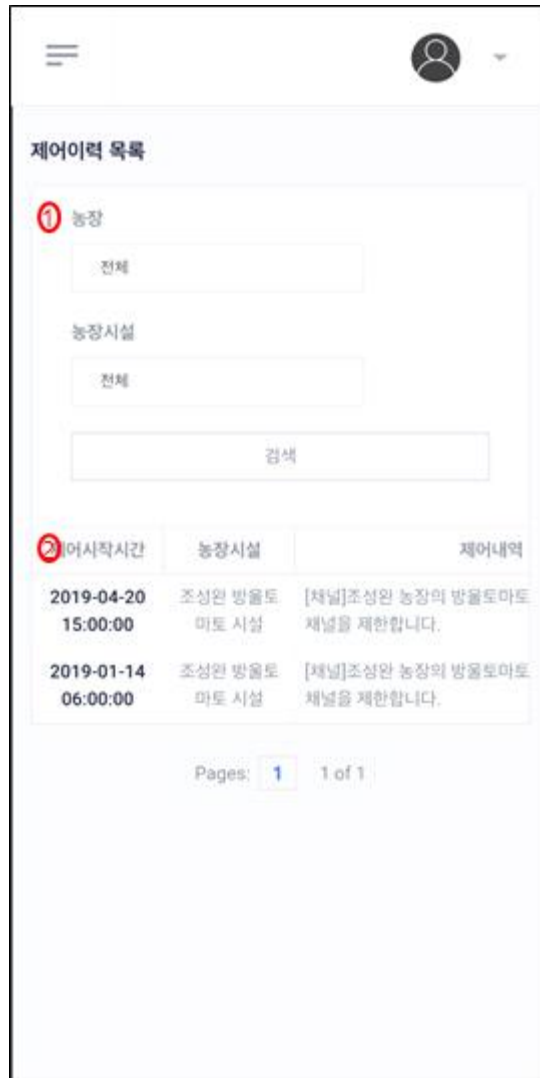 제어이력 목록
① 농장
전체
농장시설
전체
검색
②어시작시간 농장시설 제어내역
2019-04-20 조성완 방울토 [채널]조성완 농장의 방울토마토
15:00:00 마토 시설 채널을 제한합니다.
2019-01-14 조성완 방울토 [채널]조성완 농장의 방울토마토
06:00:00 마토 시설 채널을 제한합니다.
Pages: 1 1 of 1